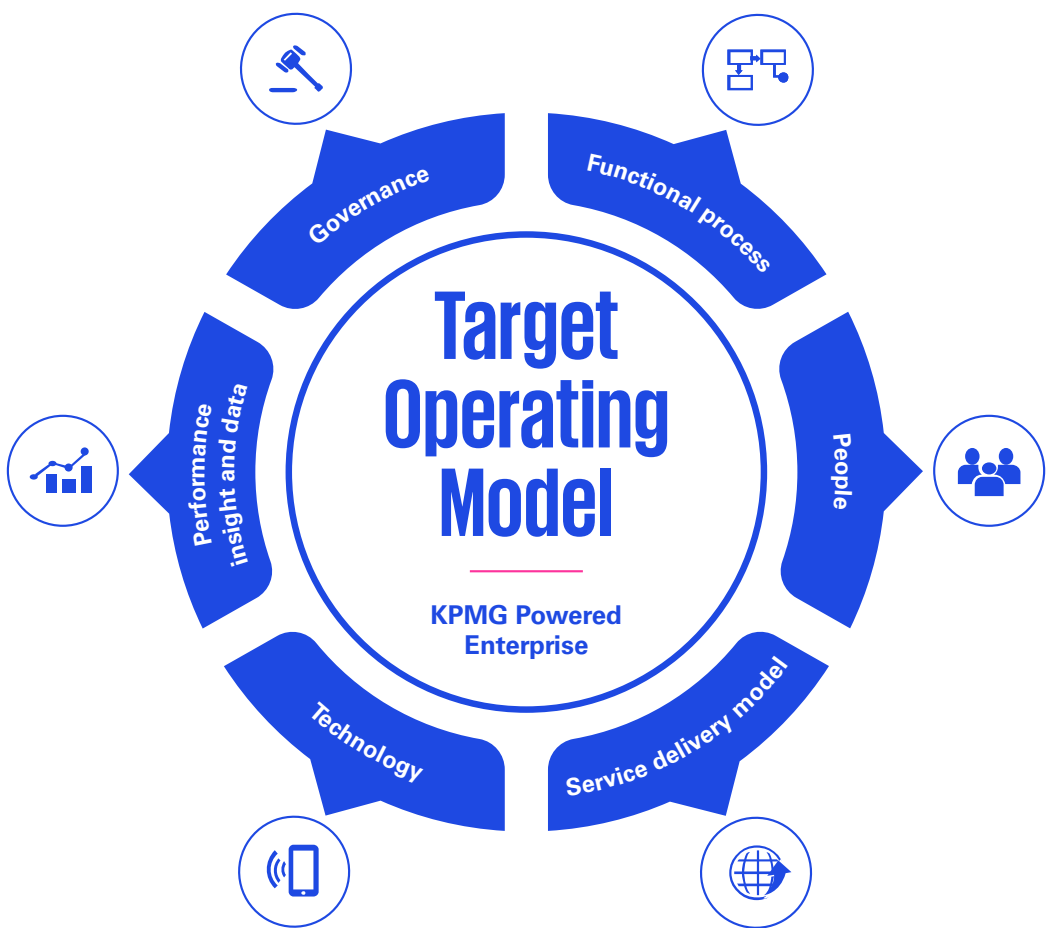 Target
Operating
Model
KPMG Powered
Enterprise
Functional process
People
Service delivery model
Technology
Performance
insight and data
Governance